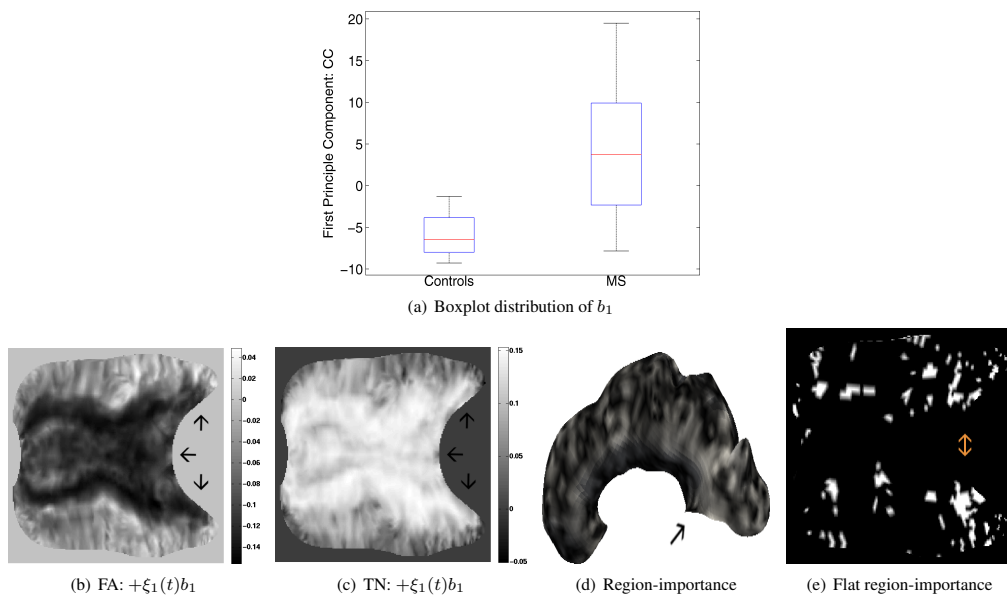 First Principle Component: CC
20
15
10
5
0
−5
−10
Controls
MS
(a) Boxplot distribution of b₁
0.04
0.02
0
−0.02
−0.04
−0.06
−0.08
−0.1
−0.12
−0.14
0.15
0.1
0.05
0
−0.05
(b) FA: +ξ₁(t)b₁
(c) TN: +ξ₁(t)b₁
(d) Region-importance
(e) Flat region-importance